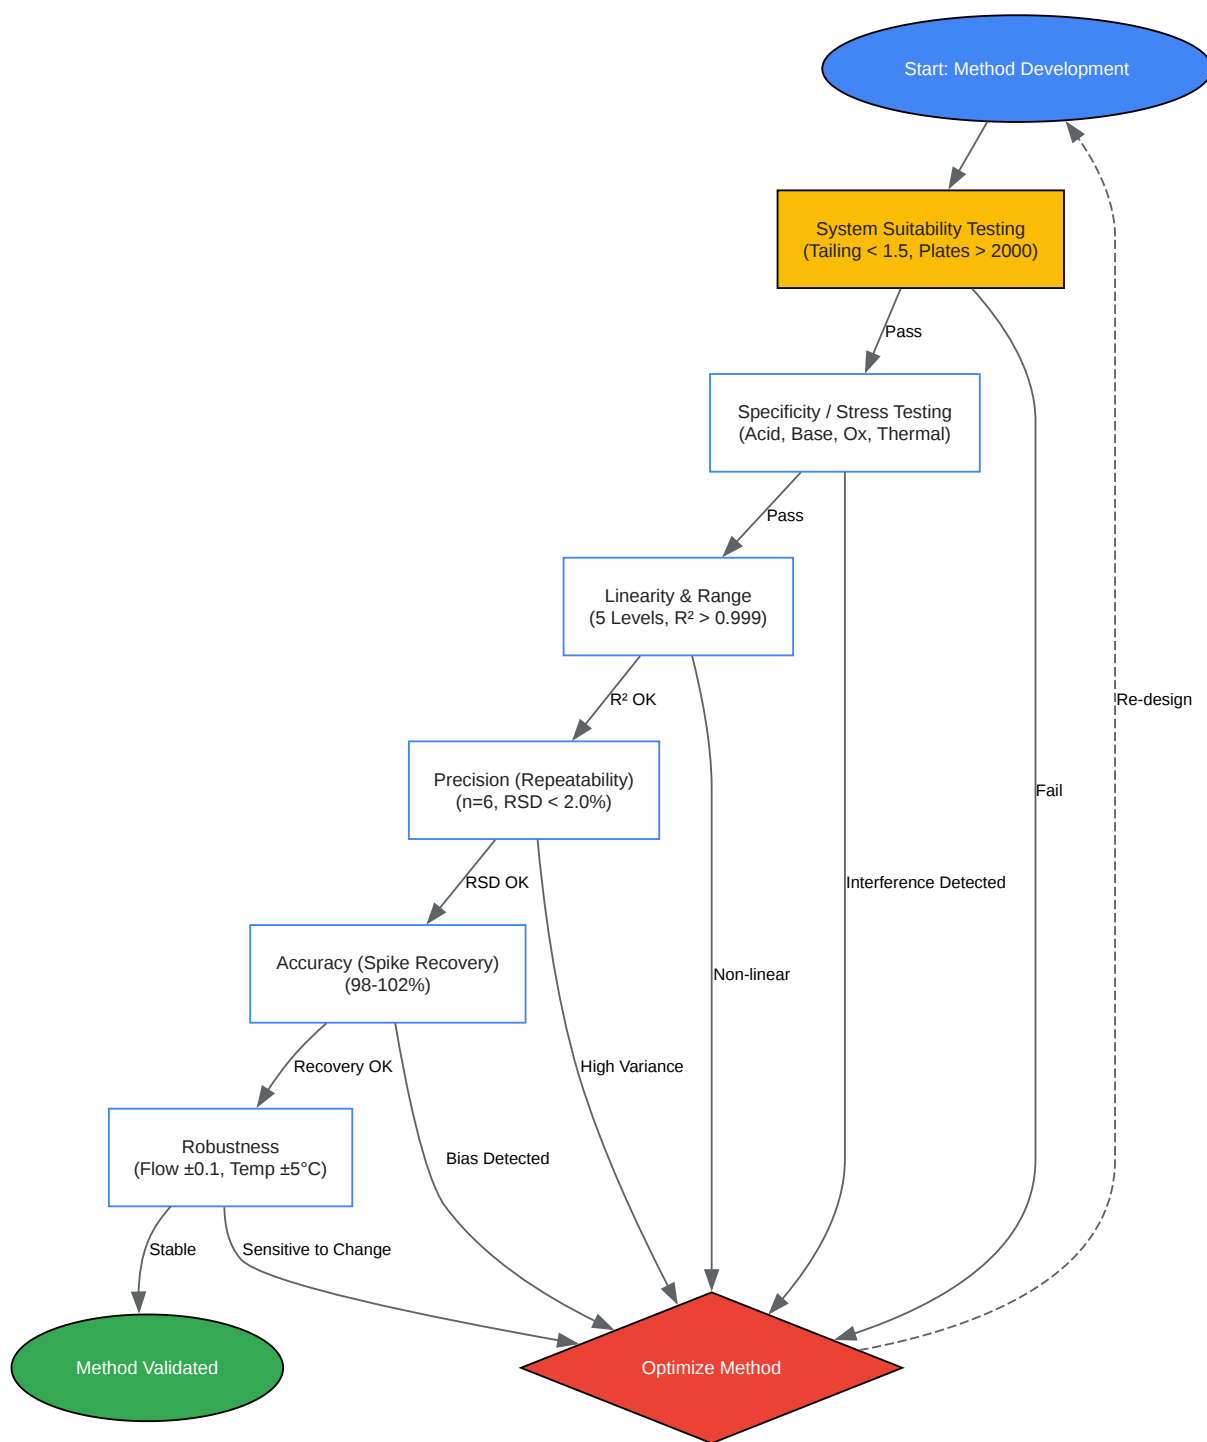 Start: Method Development
System Suitability Testing
(Tailing < 1.5, Plates > 2000)
Pass
Specificity / Stress Testing
(Acid, Base, Ox, Thermal)
Pass
Linearity & Range
(5 Levels, R² > 0.999)
R² OK
Re-design
Precision (Repeatability)
(n=6, RSD < 2.0%)
Fail
RSD OK
Interference Detected
Accuracy (Spike Recovery)
(98-102%)
Non-linear
Recovery OK
High Variance
Robustness
(Flow ±0.1, Temp ±5°C)
Bias Detected
Stable
Sensitive to Change
Method Validated
Optimize Method